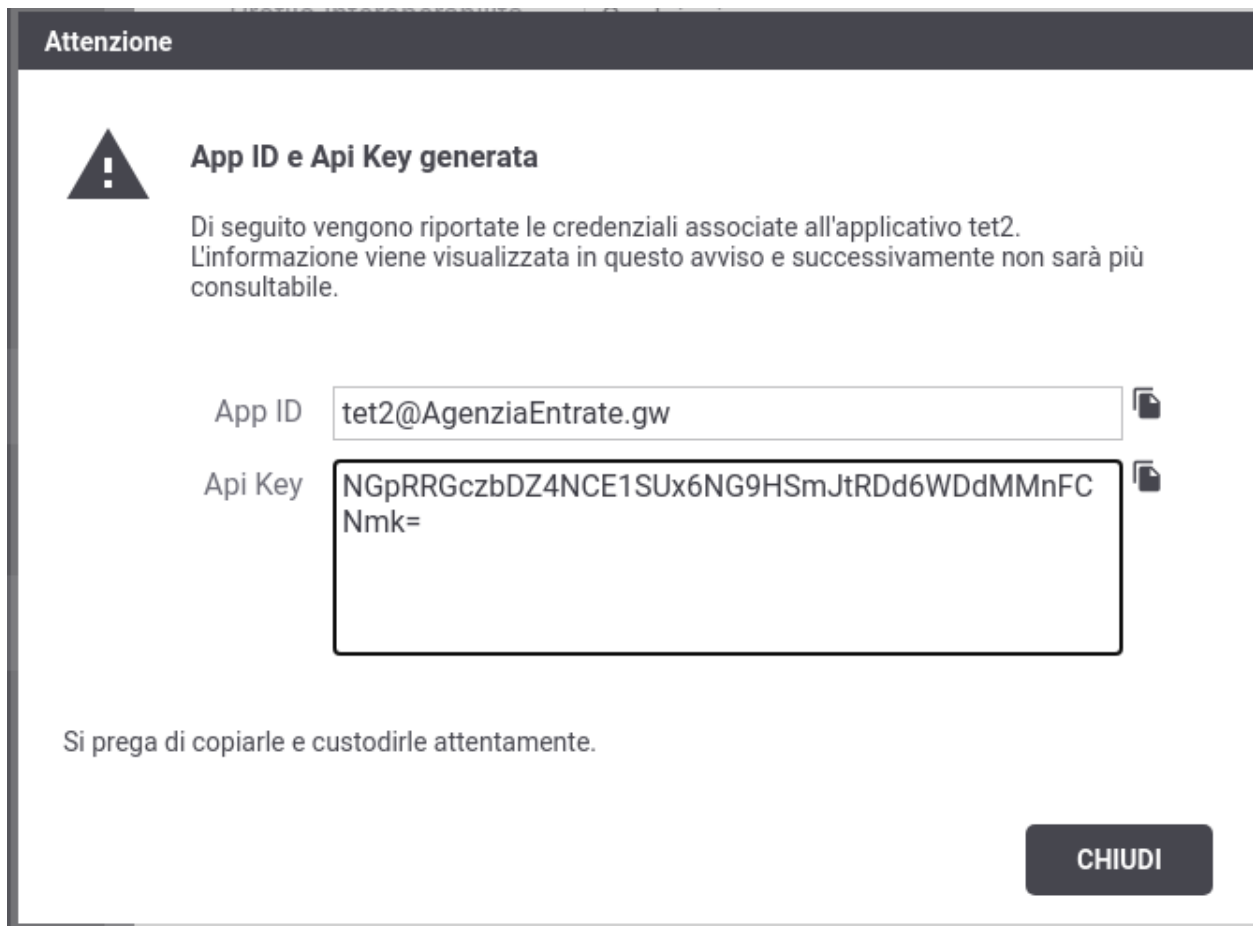 Attenzione
App ID e Api Key generata
Di seguito vengono riportate le credenziali associate all'applicativo tet2.
L'informazione viene visualizzata in questo avviso e successivamente non sarà più
consultabile.
App ID
tet2@AgenziaEntrate.gw
Api Key
NGpRRGczbDZ4NCE1SUx6NG9HSmJtRDd6WDdMMnFC
Nmk=
Si prega di copiarle e custodirle attentamente.
CHIUDI